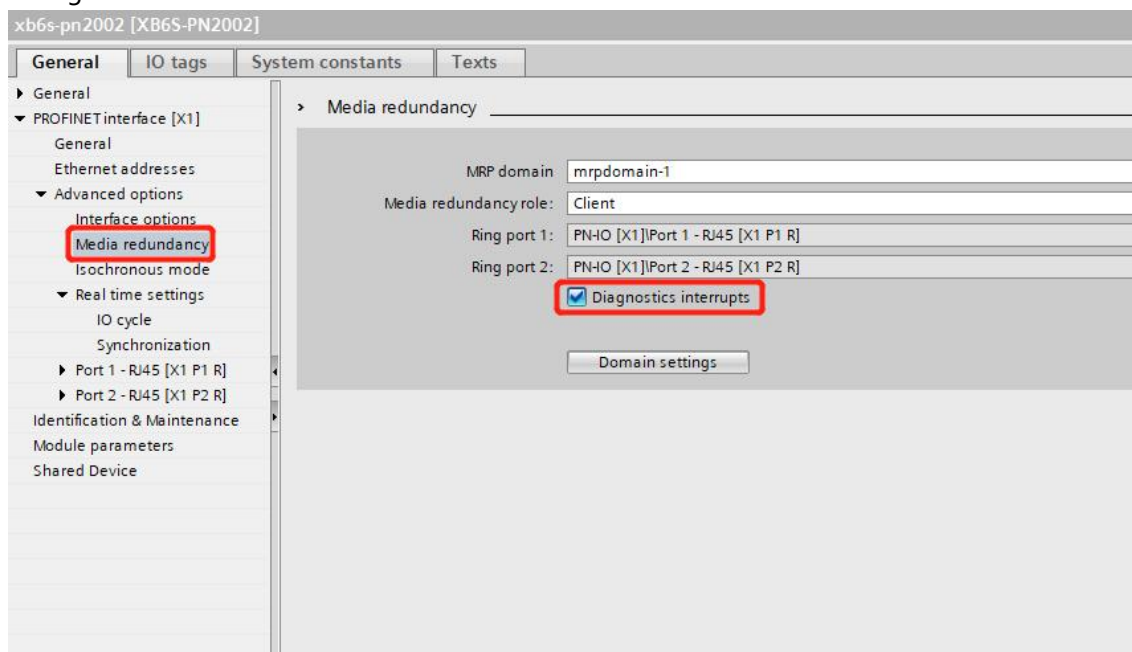 xb6s-pn2002 [XB6S-PN2002]
General IO tags System constants Texts
General
PROFINET interface [X1]
General
Ethernet addresses
Advanced options
Interface options
Media redundancy
Isochronous mode
Real time settings
IO cycle
Synchronization
Port 1 - RJ45 [X1 P1 R]
Port 2 - RJ45 [X1 P2 R]
Identification & Maintenance
Module parameters
Shared Device
Media redundancy
MRP domain mrpdomain-1
Media redundancy role: Client
Ring port 1: PN-IO [X1]\Port 1 - RJ45 [X1 P1 R]
Ring port 2: PN-IO [X1]\Port 2 - RJ45 [X1 P2 R]
Diagnostics interrupts
Domain settings